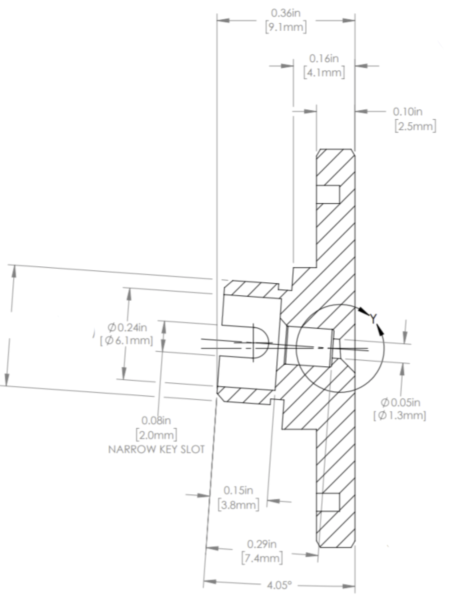 0.36in
[9.1mm]
0.16in
[4.1mm]
0.10in
[2.5mm]
Y
Ø0.24in
[Ø6.1mm]
Ø0.05in
[Ø1.3mm]
0.08in
[2.0mm]
NARROW KEY SLOT
0.15in
[3.8mm]
0.29in
[7.4mm]
4.05°